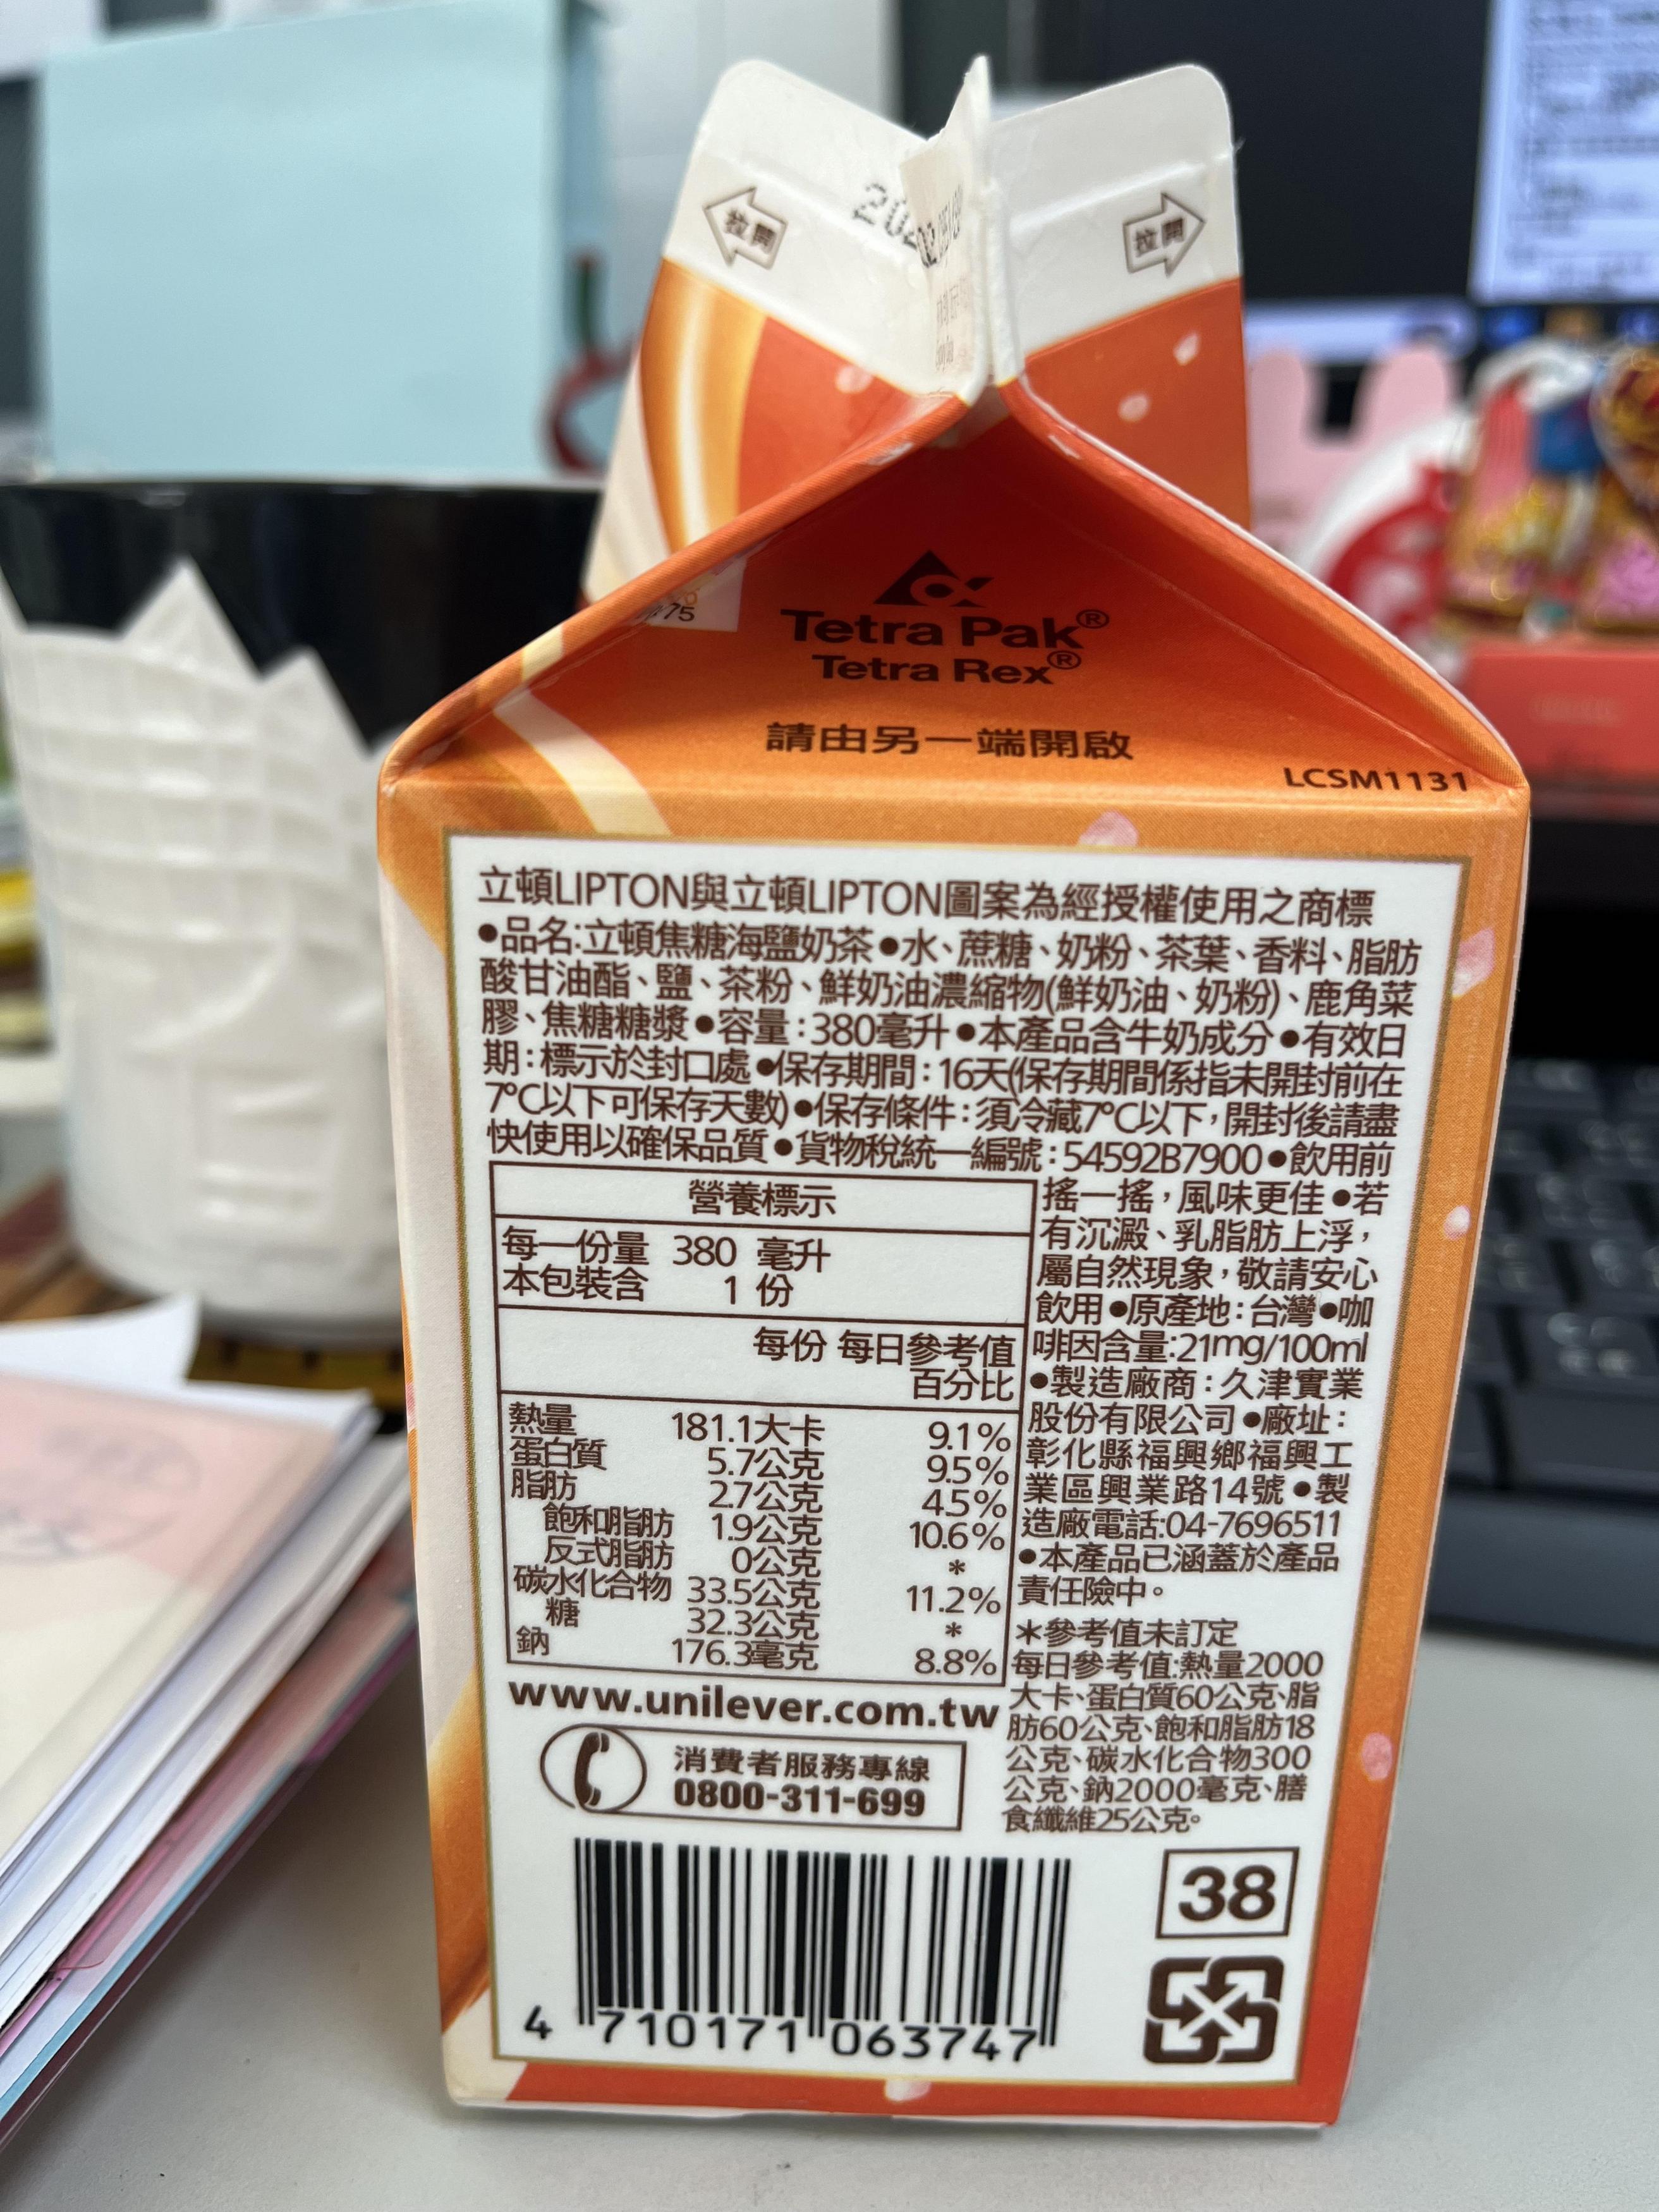 拉開
拉開
75
Tetra Pak®
Tetra Rex®
請由另一端開啟
LCSM1131
立頓LIPTON與立頓LIPTON圖案為經授權使用之商標
●品名:立頓焦糖海鹽奶茶●水、蔗糖、奶粉、茶葉、香料、脂肪
酸甘油酯、鹽、茶粉、鮮奶油濃縮物(鮮奶油、奶粉)、鹿角菜
膠、焦糖糖漿●容量:380毫升●本產品含牛奶成分●有效日
期:標示於封口處●保存期間:16天(保存期間係指未開封前在
7℃以下可保存天數)●保存條件:須冷藏7℃以下,開封後請盡
快使用以確保品質●貨物稅統一編號:54592B7900●飲用前
搖一搖,風味更佳●若
有沉澱、乳脂肪上浮,
屬自然現象,敬請安心
飲用●原產地:台灣●咖
啡因含量:21mg/100ml
●製造廠商:久津實業
股份有限公司●廠址:
彰化縣福興鄉福興工
業區興業路14號●製
造廠電話:04-7696511
●本產品已涵蓋於產品
責任險中。
營養標示
每一份量 380 毫升
本包裝含 1 份
每份 每日參考值
百分比
熱量 181.1大卡 9.1%
蛋白質 5.7公克 9.5%
脂肪 2.7公克 4.5%
飽和脂肪 1.9公克 10.6%
反式脂肪 0公克 *
碳水化合物 33.5公克 11.2%
糖 32.3公克 *
鈉 176.3毫克 8.8%
*參考值未訂定
每日參考值:熱量2000
大卡、蛋白質60公克、脂
肪60公克、飽和脂肪18
公克、碳水化合物300
公克、鈉2000毫克、膳
食纖維25公克。
www.unilever.com.tw
消費者服務專線
0800-311-699
38
4 710171 063747